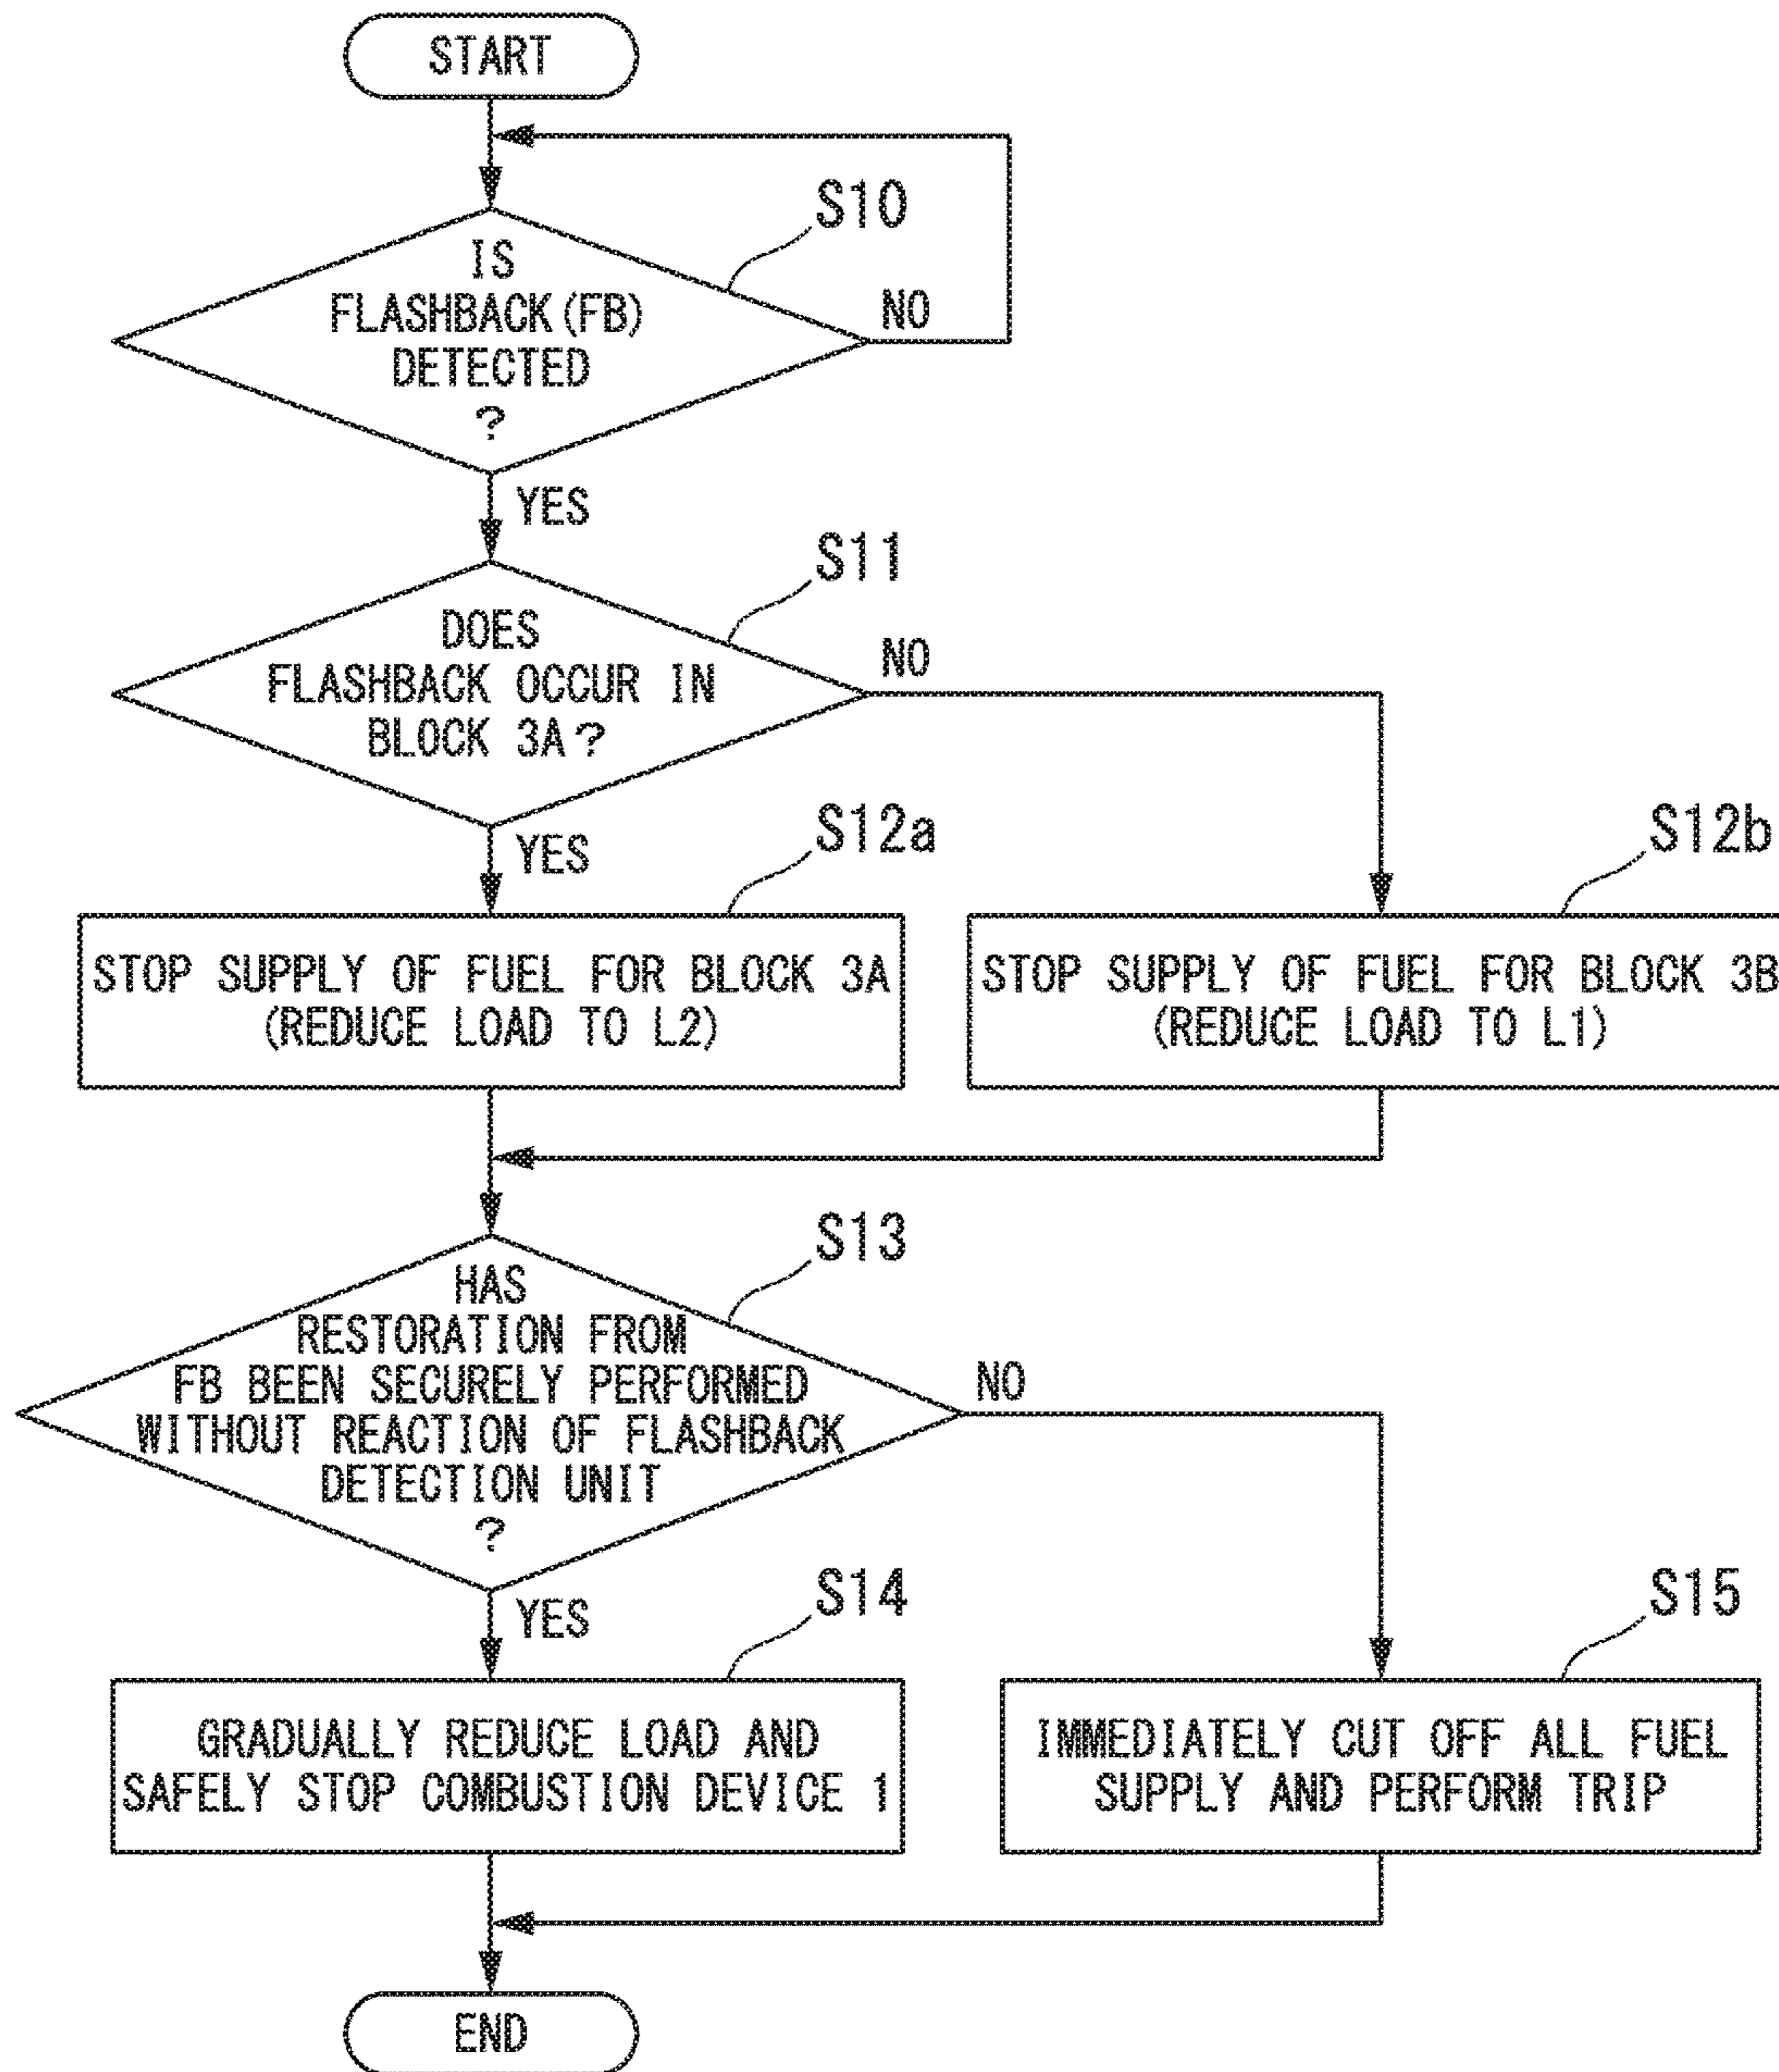 START
S10
IS
FLASHBACK(FB)
DETECTED
?
NO
YES
S11
DOES
FLASHBACK OCCUR IN
BLOCK 3A?
NO
YES
S12a
S12b
STOP SUPPLY OF FUEL FOR BLOCK 3A
(REDUCE LOAD TO L2)
STOP SUPPLY OF FUEL FOR BLOCK 3B
(REDUCE LOAD TO L1)
S13
HAS
RESTORATION FROM
FB BEEN SECURELY PERFORMED
WITHOUT REACTION OF FLASHBACK
DETECTION UNIT
?
NO
YES
S14
S15
GRADUALLY REDUCE LOAD AND
SAFELY STOP COMBUSTION DEVICE 1
IMMEDIATELY CUT OFF ALL FUEL
SUPPLY AND PERFORM TRIP
END